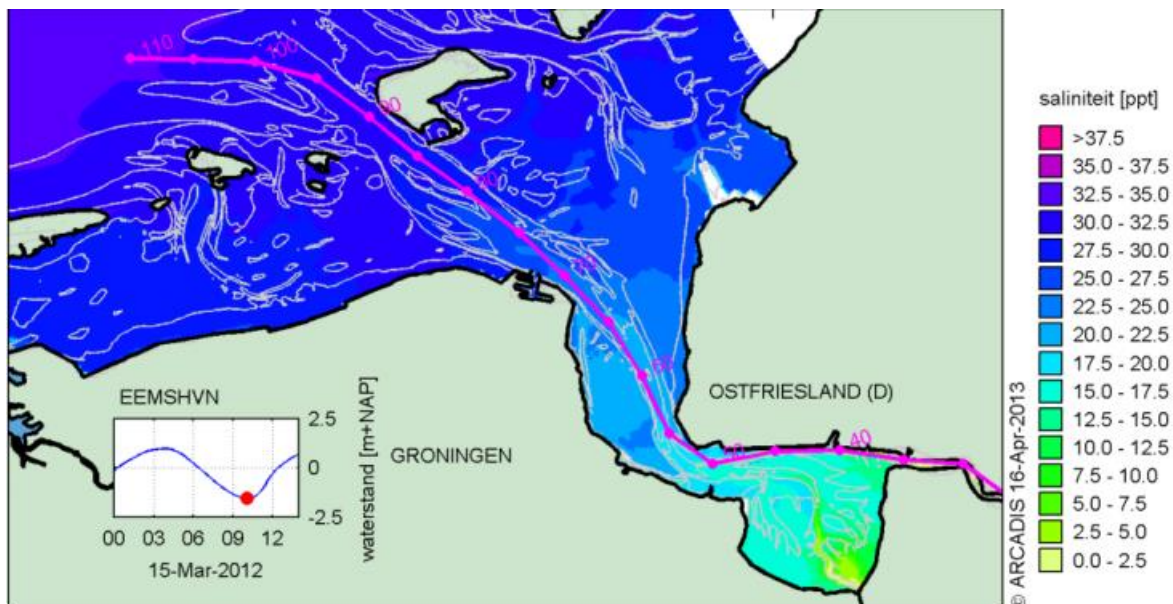 110
100
90
80
70
60
50
40
saliniteit [ppt]
>37.5
35.0 - 37.5
32.5 - 35.0
30.0 - 32.5
27.5 - 30.0
25.0 - 27.5
22.5 - 25.0
20.0 - 22.5
17.5 - 20.0
15.0 - 17.5
12.5 - 15.0
10.0 - 12.5
7.5 - 10.0
5.0 - 7.5
2.5 - 5.0
0.0 - 2.5
OSTFRIESLAND (D)
GRONINGEN
EEMSHVN
2.5
0
-2.5
waterstand [m+NAP]
00 03 06 09 12
15-Mar-2012
© ARCADIS 16-Apr-2013